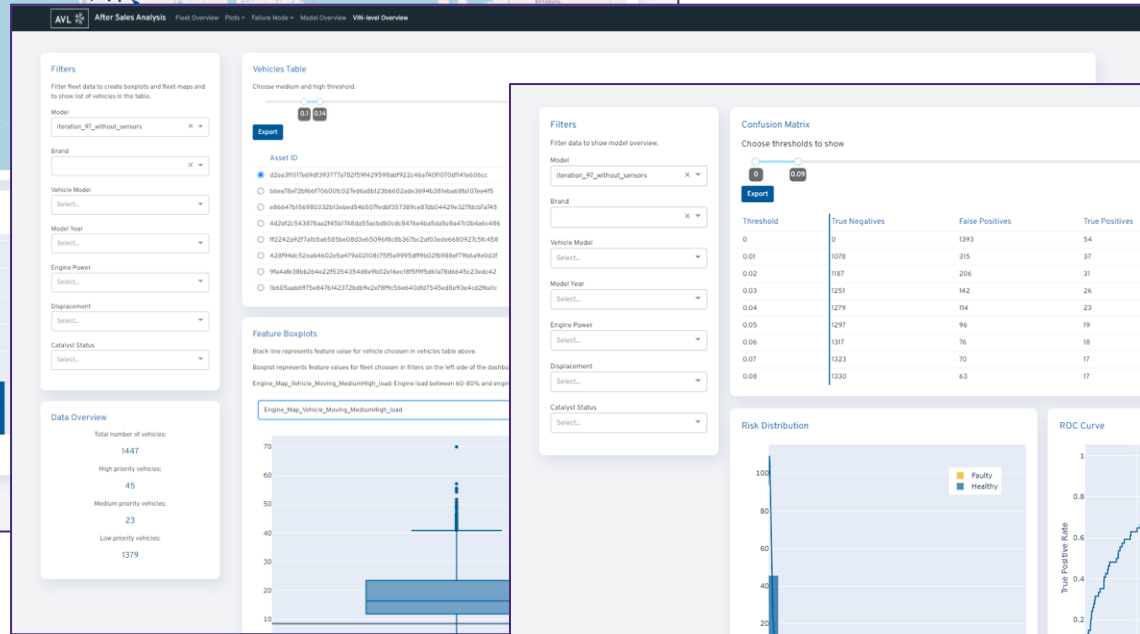 AVL
After Sales Analysis Fleet Overview Plots Failure Mode Model Overview VIN-level Overview
Filters
Filter fleet data to create boxplots and fleet maps and
to show list of vehicles in the table.
Model
iteration_97_without_sensors
Brand
Vehicle Model
Select...
Model Year
Select...
Engine Power
Select...
Displacement
Select...
Catalyst Status
Select...
Data Overview
Total number of vehicles:
1447
High priority vehicles:
45
Medium priority vehicles:
23
Low priority vehicles:
1379
Vehicles Table
Choose medium and high threshold.
0.1 0.14
Export
Asset ID
Feature Boxplots
Black line represents feature value for vehicle choosen in vehicles table above.
Boxplot represents feature values for fleet choosen in filters on the left side of the dashbo
Engine_Map_Vehicle_Moving_MediumHigh_load: Engine load between 60-80% and engin
Engine_Map_Vehicle_Moving_MediumHigh_load
70
60
50
40
30
20
10
Filters
Filter data to show model overview.
Model
iteration_97_without_sensors
Brand
Vehicle Model
Select...
Model Year
Select...
Engine Power
Select...
Displacement
Select...
Catalyst Status
Select...
Confusion Matrix
Choose thresholds to show
0 0.09
Export
Threshold True Negatives False Positives True Positives
0 0 1393 54
0.01 1078 315 37
0.02 1187 206 31
0.03 1251 142 26
0.04 1279 114 23
0.05 1297 96 19
0.06 1317 76 18
0.07 1323 70 17
0.08 1330 63 17
Risk Distribution
100
80
60
40
20
Faulty
Healthy
ROC Curve
True Positive Rate
1
0.8
0.6
0.4
0.2